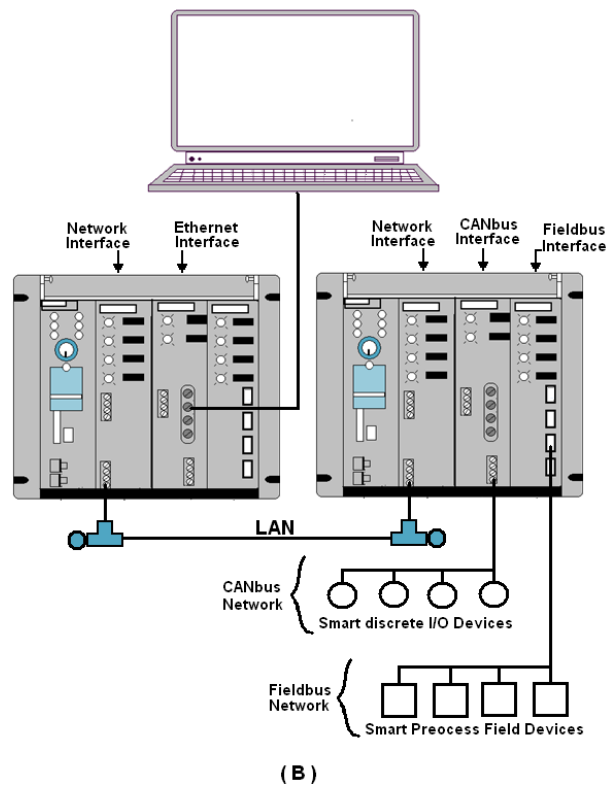 Network
Interface
Ethernet
Interface
Network
Interface
CANbus
Interface
Fieldbus
Interface
LAN
CANbus
Network
Smart discrete I/O Devices
Fieldbus
Network
Smart Preocess Field Devices
( B )